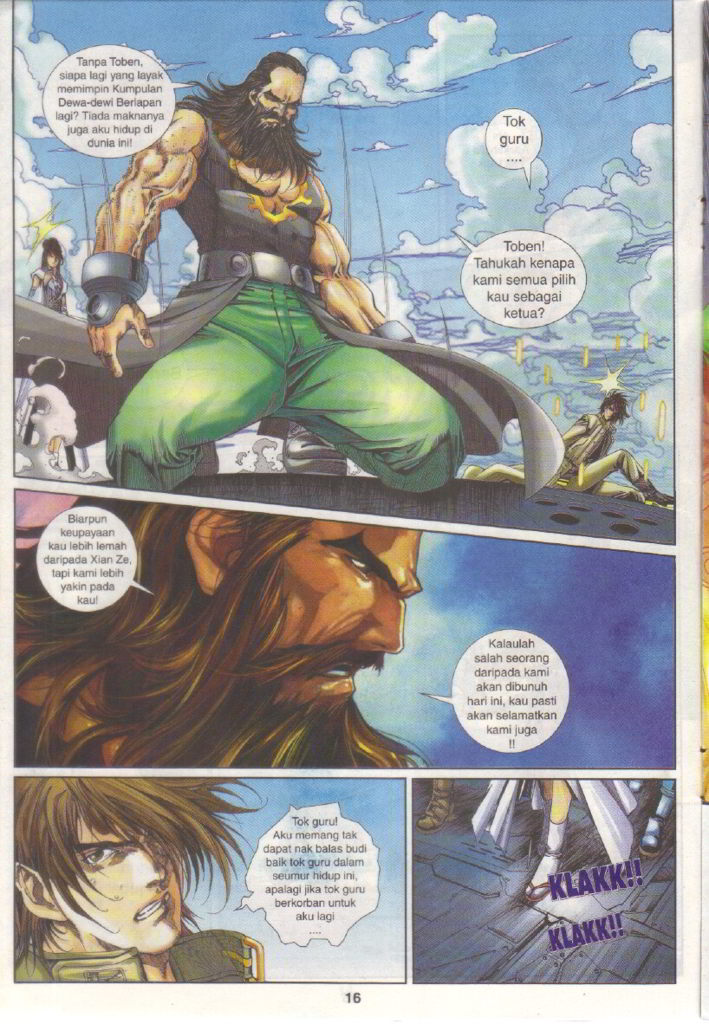 Tanpa Toben,
siapa lagi yang layak
memimpin Kumpulan
Dewa-dewi Berlapan
lagi? Tiada maknanya
juga aku hidup di
dunia ini!
Tok
guru
....
Toben!
Tahukah kenapa
kami semua pilih
kau sebagai
ketua?
Biarpun
keupayaan
kau lebih lemah
daripada Xian Ze,
tapi kami lebih
yakin pada
kau!
Kalaulah
salah seorang
daripada kami
akan dibunuh
hari ini, kau pasti
akan selamatkan
kami juga
!!
Tok guru!
Aku memang tak
dapat nak balas budi
baik tok guru dalam
seumur hidup ini,
apalagi jika tok guru
berkorban untuk
aku lagi
....
KLAKK!!
KLAKK!!
16